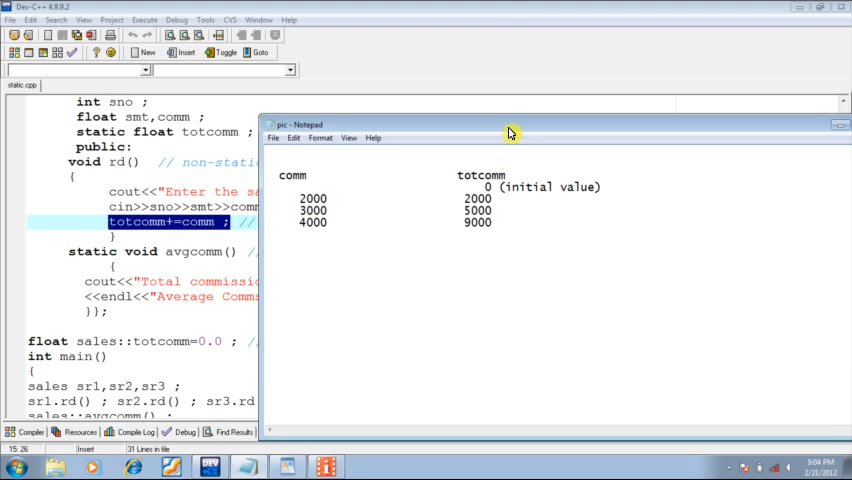 Dev-C++ 4.9.9.2
File Edit Search View Project Execute Debug Tools CVS Window Help
New Insert Toggle Goto
static.cpp
int sno ;
float smt,comm ;
static float totcomm ;
public:
void rd() // non-stati
{
cout<<"Enter the sa
cin>>sno>>smt>>comm
totcomm+=comm ; //
}
static void avgcomm() //
{
cout<<"Total commissi
<<endl<<"Average Comms
}};
float sales::totcomm=0.0 ; //
int main()
{
sales sr1,sr2,sr3 ;
sr1.rd() ; sr2.rd() ; sr3.rd
sales::avgcomm() ;
pic - Notepad
File Edit Format View Help
comm totcomm
0 (initial value)
2000 2000
3000 5000
4000 9000
Compiler Resources Compile Log Debug Find Results
15: 26 Insert 31 Lines in file
DEV
9:04 PM
2/21/2012